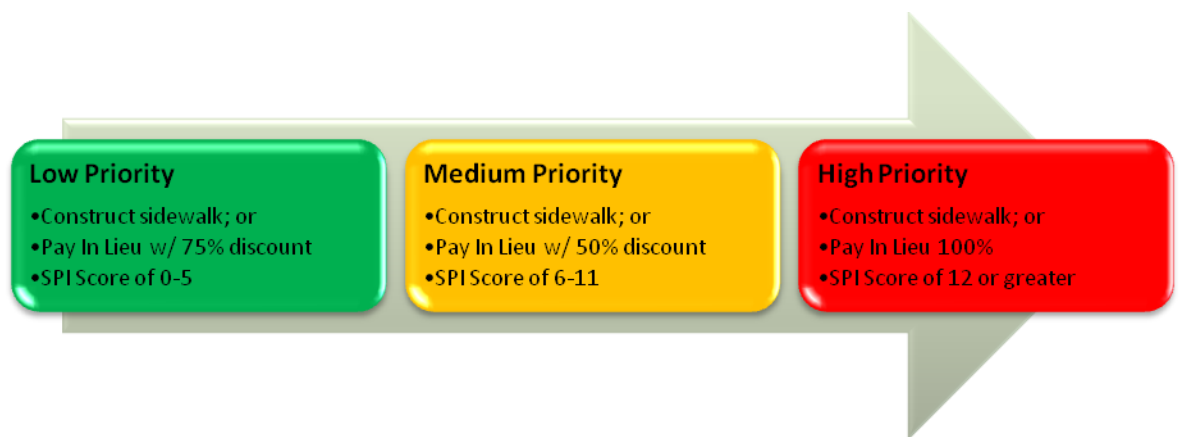 Low Priority
•Construct sidewalk; or
•Pay In Lieu w/ 75% discount
•SPI Score of 0-5
Medium Priority
•Construct sidewalk; or
•Pay In Lieu w/ 50% discount
•SPI Score of 6-11
High Priority
•Construct sidewalk; or
•Pay In Lieu 100%
•SPI Score of 12 or greater